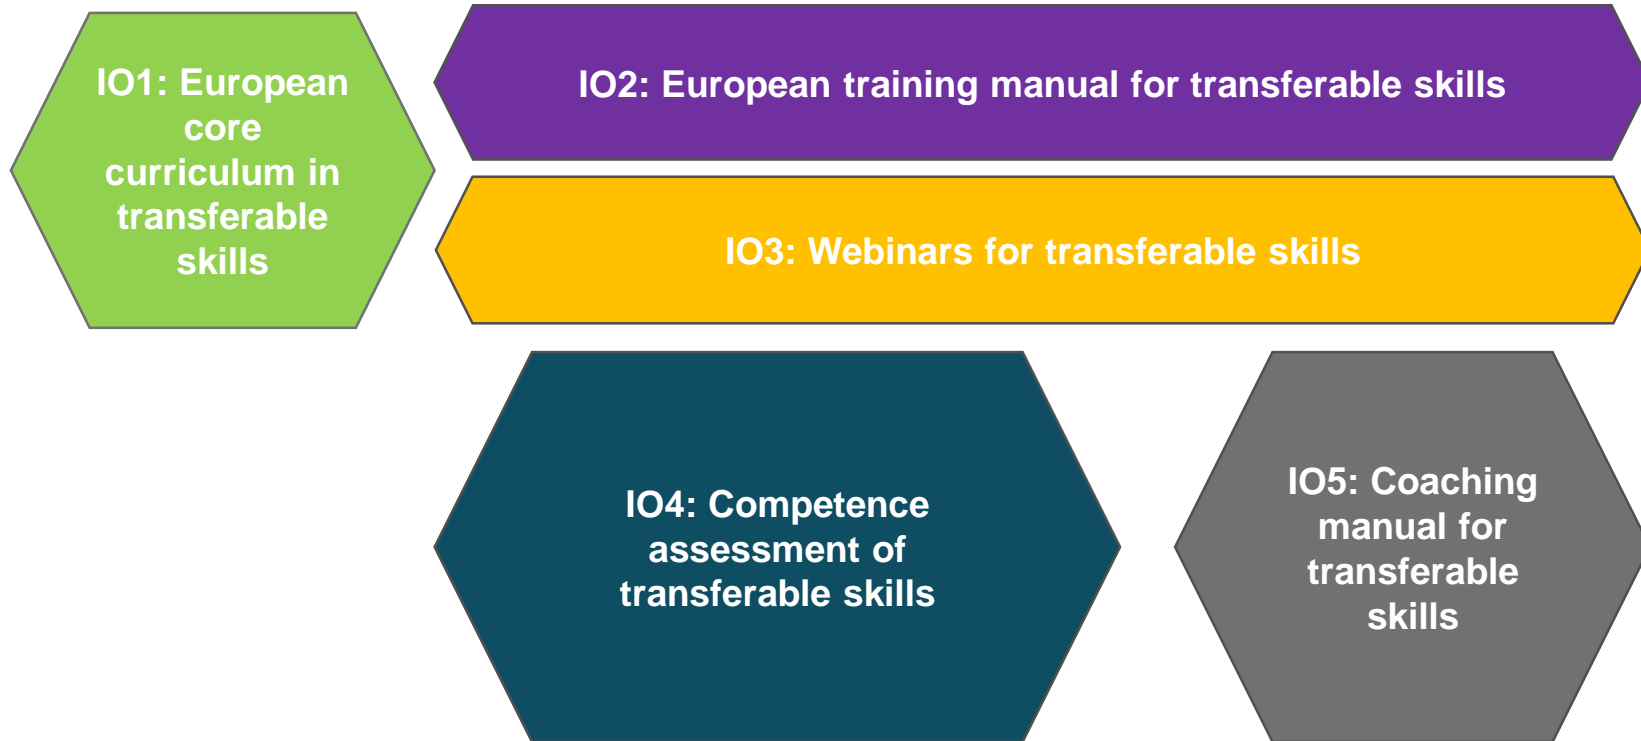 IO1: European
core
curriculum in
transferable
skills
IO2: European training manual for transferable skills
IO3: Webinars for transferable skills
IO4: Competence
assessment of
transferable skills
IO5: Coaching
manual for
transferable
skills